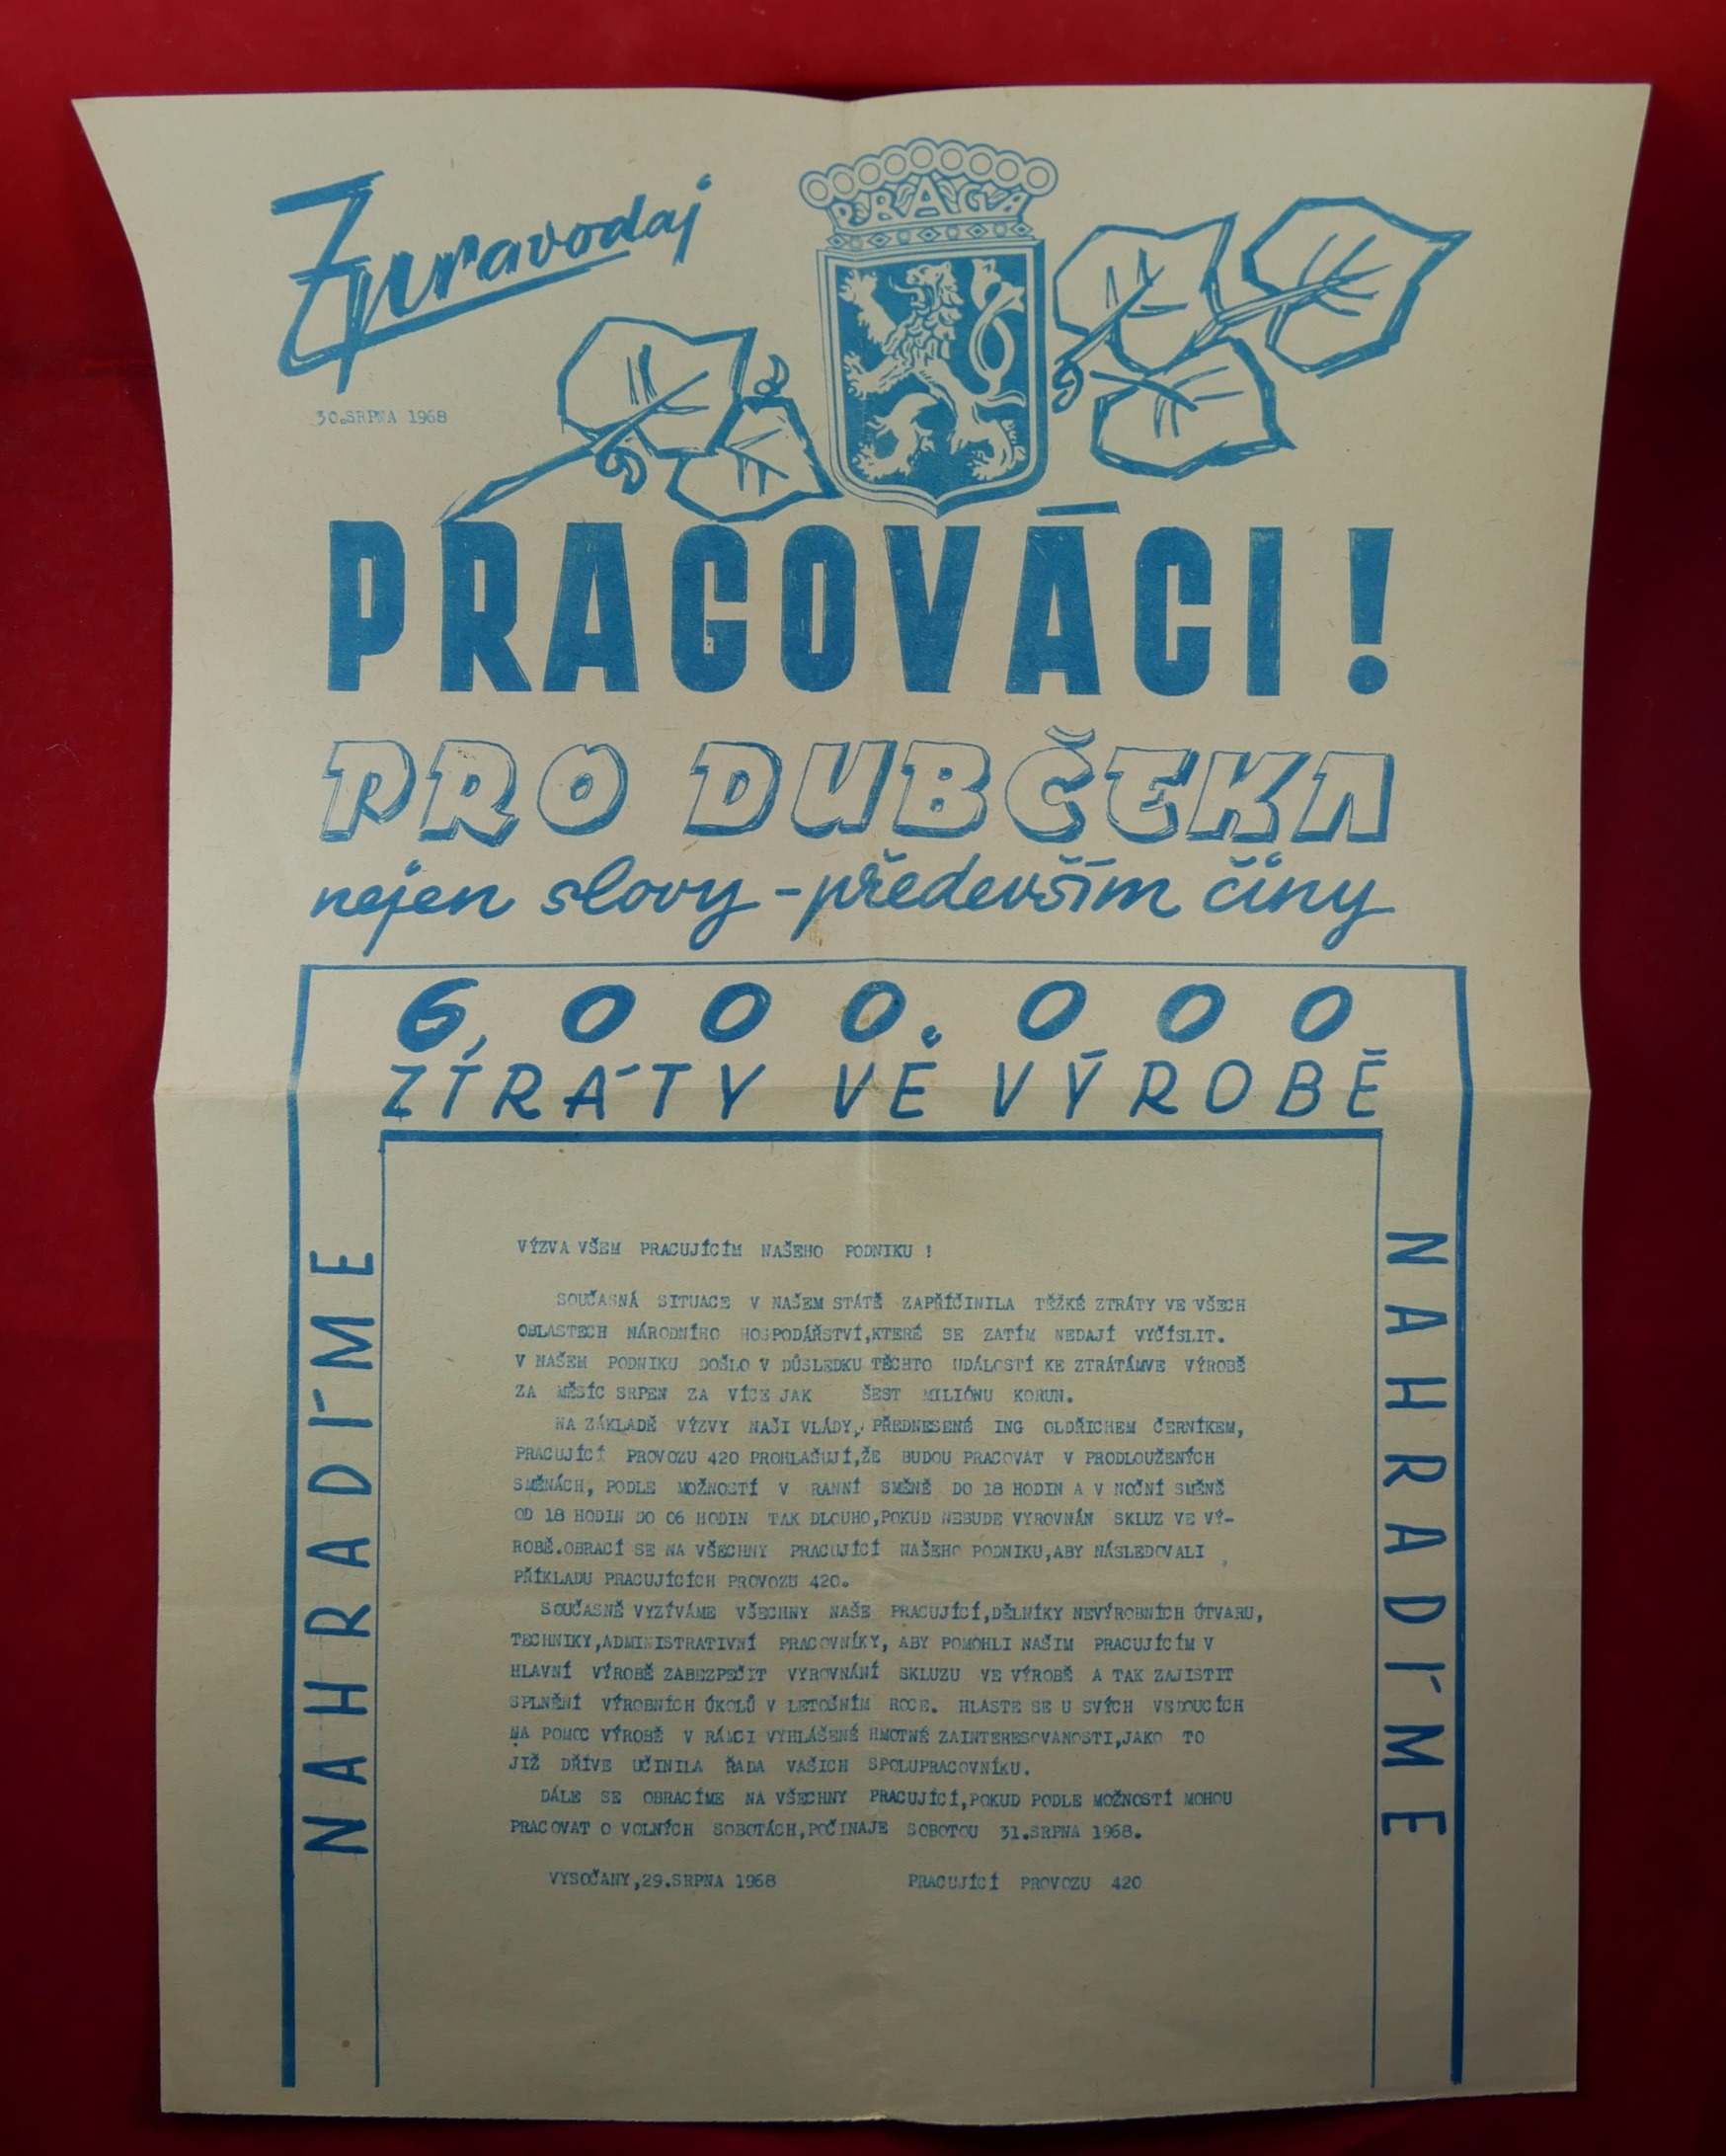 Zpravodaj
PRAGA
30.SRPNA 1968
PRAGOVÁCI!
PRO DUBČEKA
nejen slovy - především činy
6,000.000
ZTRÁTY VE VÝROBĚ
NAHRAĎME
NAHRAĎME
VÝZVA VŠEM PRACUJÍCÍM NAŠEHO PODNIKU !
SOUČASNÁ SITUACE V NAŠEM STÁTĚ ZAPŘÍČINILA TĚŽKÉ ZTRÁTY VE VŠECH
OBLASTECH NÁRODNÍHO HOSPODÁŘSTVÍ,KTERÉ SE ZATÍM NEDAJÍ VYČÍSLIT.
V NAŠEM PODNIKU DOŠLO V DŮSLEDKU TĚCHTO UDÁLOSTÍ KE ZTRÁTÁMVE VÝROBĚ
ZA MĚSÍC SRPEN ZA VÍCE JAK ŠEST MILIÓNU KORUN.
NA ZÁKLADĚ VÝZVY NAŠI VLÁDY, PŘEDNESENÉ ING OLDŘICHEM ČERNÍKEM,
PRACUJÍCÍ PROVOZU 420 PROHLAŠUJÍ,ŽE BUDOU PRACOVAT V PRODLOUŽENÝCH
SMĚNÁCH, PODLE MOŽNOSTÍ V RANNÍ SMĚNĚ DO 18 HODIN A V NOČNÍ SMĚNĚ
OD 18 HODIN DO 06 HODIN TAK DLOUHO,POKUD NEBUDE VYROVNÁN SKLUZ VE VÝ-
ROBĚ.OBRACÍ SE NA VŠECHNY PRACUJÍCÍ NAŠEHO PODNIKU,ABY NÁSLEDOVALI
PŘÍKLADU PRACUJÍCÍCH PROVOZU 420.
SOUČASNĚ VYZÝVÁME VŠECHNY NAŠE PRACUJÍCÍ,DĚLNÍKY NEVÝROBNÍCH ÚTVARU,
TECHNIKY,ADMINISTRATIVNÍ PRACOVNÍKY, ABY POMOHLI NAŠIM PRACUJÍCÍM V
HLAVNÍ VÝROBĚ ZABEZPEČIT VYROVNÁNÍ SKLUZU VE VÝROBĚ A TAK ZAJISTIT
SPLNĚNÍ VÝROBNÍCH ÚKOLŮ V LETOŠNÍM ROCE. HLASTE SE U SVÝCH VEDOUCÍCH
NA POMOC VÝROBĚ V RÁMCI VYHLÁŠENÉ HMOTNÉ ZAINTERESOVANOSTI,JAKO TO
JIŽ DŘÍVE UČINILA ŘADA VAŠICH SPOLUPRACOVNÍKU.
DÁLE SE OBRACÍME NA VŠECHNY PRACUJÍCÍ,POKUD PODLE MOŽNOSTÍ MOHOU
PRACOVAT O VOLNÝCH SOBOTÁCH,POČINAJE SOBOTOU 31.SRPNA 1968.
VYSOČANY,29.SRPNA 1968 PRACUJÍCÍ PROVOZU 420